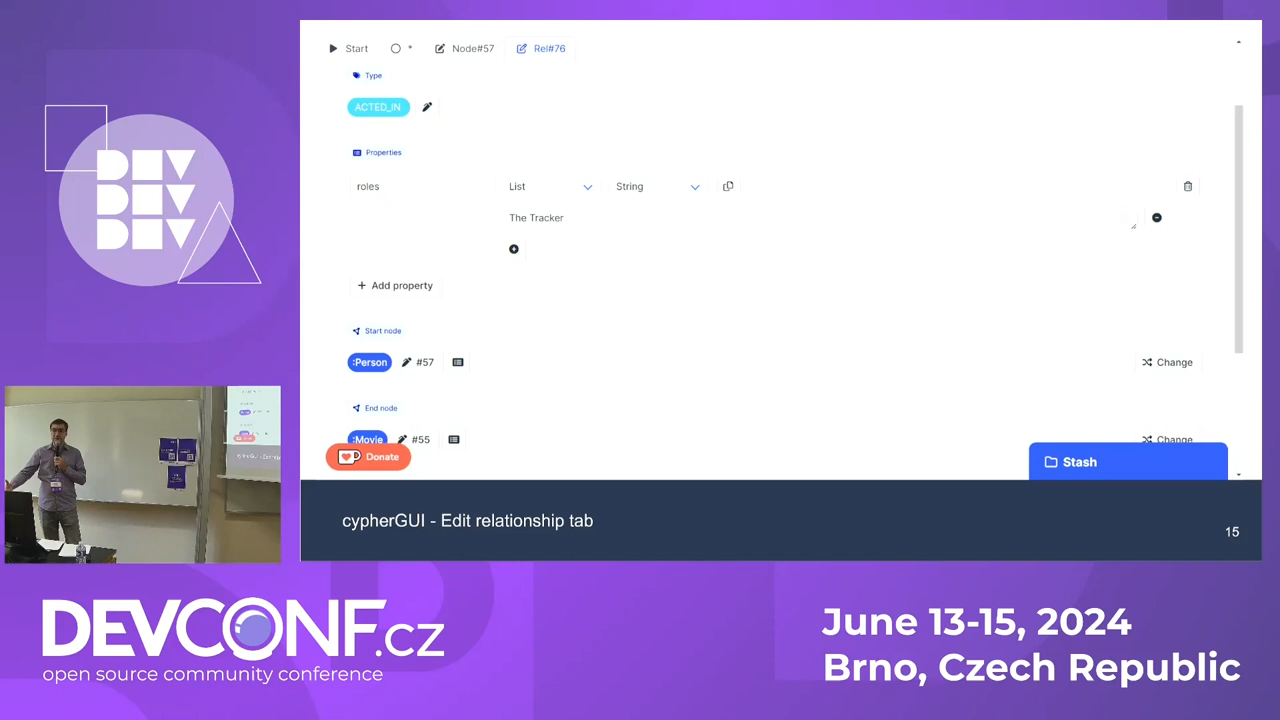 Start
*
Node#57
Rel#76
Type
ACTED_IN
Properties
roles
List
String
The Tracker
Add property
Start node
:Person
#57
Change
End node
:Movie
#55
Change
Donate
Stash
cypherGUI - Edit relationship tab
15
DEV
DEV
DEV
DEVCONF.cz
open source community conference
June 13-15, 2024
Brno, Czech Republic